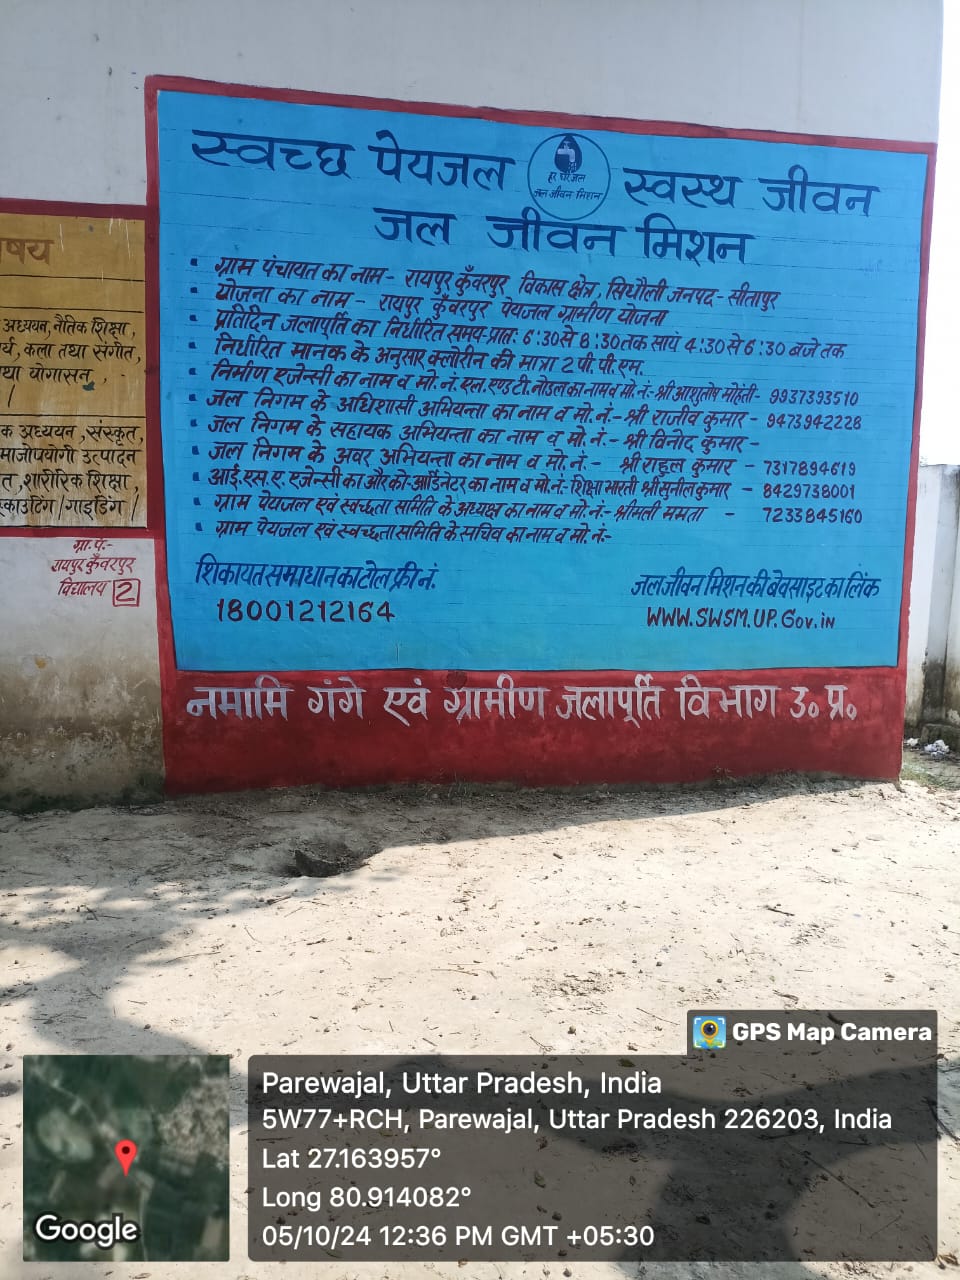 स्वच्छ पेयजल
हर घर जल
जल जीवन मिशन
स्वस्थ जीवन
जल जीवन मिशन
▪ ग्राम पंचायत का नाम- रायपुर कुँवरपुर विकास क्षेत्र, सिधौली जनपद-सीतापुर
▪ योजना का नाम - रायपुर कुँवरपुर पेयजल ग्रामीण योजना
▪ प्रतिदिन जलापूर्ति का निर्धारित समय-प्रातः 6:30 से 8:30 तक सायं 4:30 से 6:30 बजे तक
▪ निर्धारित मानक के अनुसार क्लोरीन की मात्रा 2 पी. पी. एम.
▪ निर्माण एजेन्सी का नाम व मो. नं. एल. एण्ड टी. नोडल का नाम व मो. नं:- श्री आशुतोष मोहंती- 9937393510
▪ जल निगम के अधिशासी अभियन्ता का नाम व मो. नं.- श्री राजीव कुमार - 9473942228
▪ जल निगम के सहायक अभियन्ता का नाम व मो. नं.- श्री विनोद कुमार -
▪ जल निगम के अवर अभियन्ता का नाम व मो. नं.- श्री राहुल कुमार - 7317894619
▪ आई. एस. ए. एजेन्सी का और को-आर्डिनेटर का नाम व मो. नं- शिक्षा भारती श्री सुनील कुमार - 8429738001
▪ ग्राम पेयजल एवं स्वच्छता समिति के अध्यक्ष का नाम व मो. नं.- श्रीमती ममता - 7233845160
▪ ग्राम पेयजल एवं स्वच्छता समिति के सचिव का नाम व मो. नं.-
शिकायत समाधान का टोल फ्री नं.
18001212164
जल जीवन मिशन की बेवसाइट का लिंक
WWW.SWSM.UP.Gov.in
नमामि गंगे एवं ग्रामीण जलापूर्ति विभाग उ० प्र०
षय
अध्ययन, नैतिक शिक्षा,
र्य, कला तथा संगीत,
था योगासन,
क अध्ययन, संस्कृत,
माजोपयोगी उत्पादन
त, शारीरिक शिक्षा
काउटिंग / गाइडिंग /
ग्रा. पं.-
रायपुर कुँवरपुर
विद्यालय 2
GPS Map Camera
Parewajal, Uttar Pradesh, India
5W77+RCH, Parewajal, Uttar Pradesh 226203, India
Lat 27.163957°
Long 80.914082°
05/10/24 12:36 PM GMT +05:30
Google